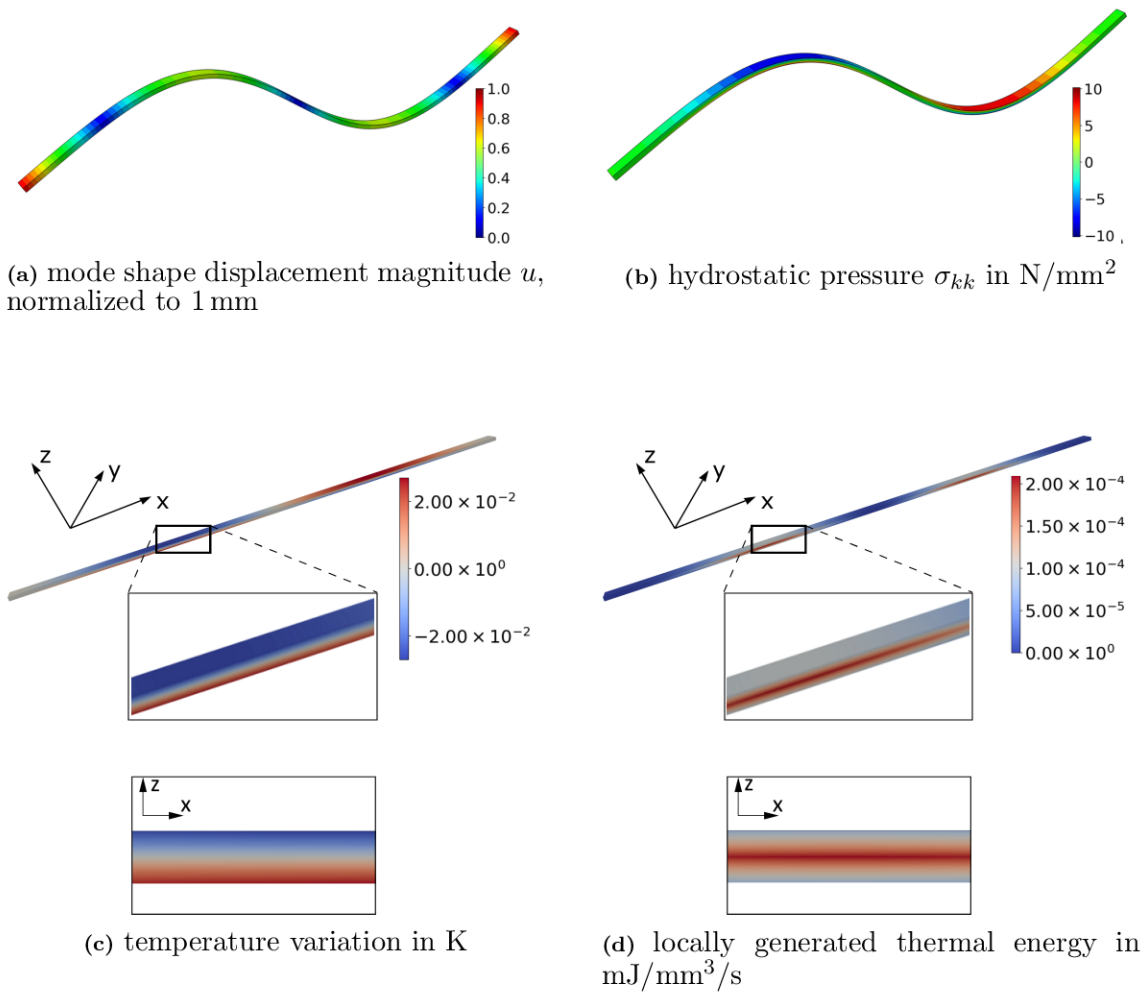 1.0
0.8
0.6
0.4
0.2
0.0
10
5
0
−5
−10
(a) mode shape displacement magnitude u,
normalized to 1 mm
(b) hydrostatic pressure σkk in N/mm²
z
y
x
2.00 × 10⁻²
0.00 × 10⁰
−2.00 × 10⁻²
z
x
(c) temperature variation in K
z
y
x
2.00 × 10⁻⁴
1.50 × 10⁻⁴
1.00 × 10⁻⁴
5.00 × 10⁻⁵
0.00 × 10⁰
z
x
(d) locally generated thermal energy in
mJ/mm³/s